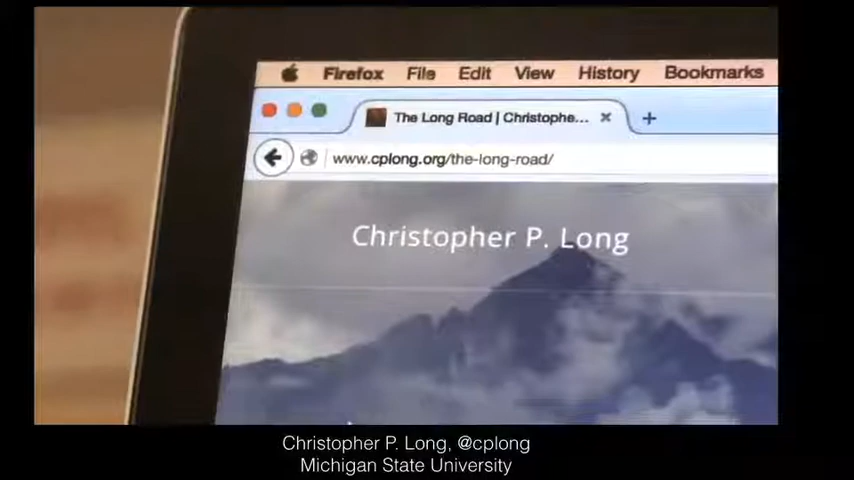 Firefox File Edit View History Bookmarks
The Long Road | Christophe... × +
www.cplong.org/the-long-road/
Christopher P. Long
Christopher P. Long, @cplong
Michigan State University